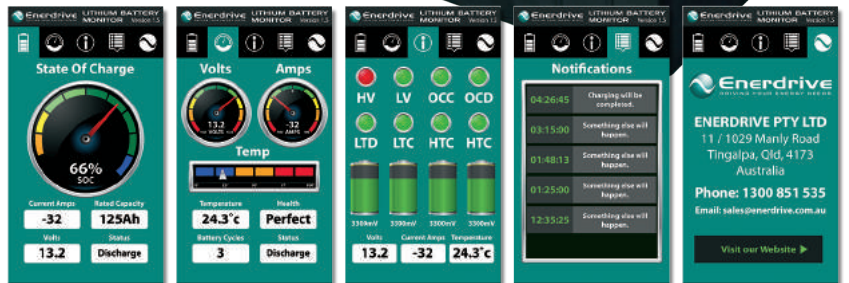 Enerdrive LITHIUM BATTERY
MONITOR Version 1.5
State Of Charge
66%
SOC
Current Amps Rated Capacity
-32 125Ah
Volts Status
13.2 Discharge
Enerdrive LITHIUM BATTERY
MONITOR Version 1.5
Volts Amps
13.2
VOLTS
-32
AMPS
Temp
Temperature Health
24.3°c Perfect
Battery Cycles Status
3 Discharge
Enerdrive LITHIUM BATTERY
MONITOR Version 1.5
HV LV OCC OCD
LTD LTC HTC HTC
3304mV 3300mV 3300mV 3300mV
Volts Current Amps Temperature
13.2 -32 24.3°c
Enerdrive LITHIUM BATTERY
MONITOR Version 1.5
Notifications
04:26:45 Charging will be
completed.
03:15:00 Something else will
happen.
01:48:13 Something else will
happen.
01:25:00 Something else will
happen.
12:35:25 Something else will
happen.
Enerdrive LITHIUM BATTERY
MONITOR Version 1.5
Enerdrive
DRIVING YOUR ENERGY NEEDS
ENERDRIVE PTY LTD
11 / 1029 Manly Road
Tingalpa, Qld, 4173
Australia
Phone: 1300 851 535
Email: sales@enerdrive.com.au
Visit our Website